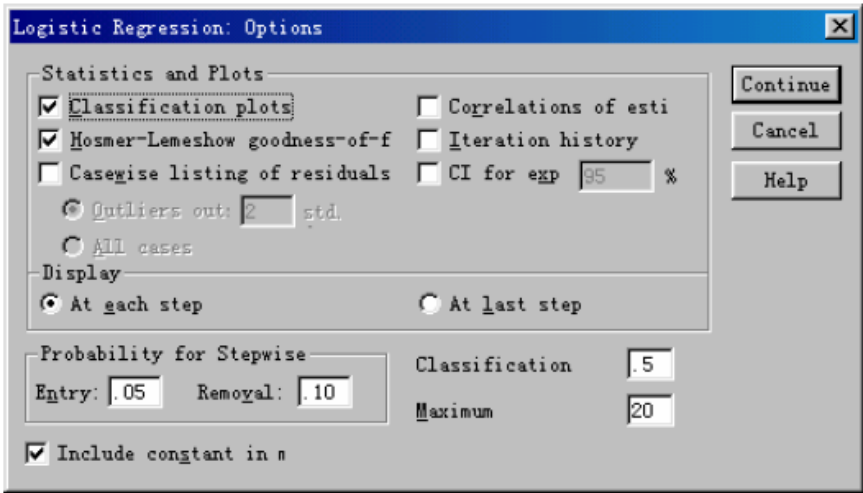 Logistic Regression: Options
Statistics and Plots
Classification plots
Correlations of esti
Hosmer-Lemeshow goodness-of-f
Iteration history
Casewise listing of residuals
CI for exp 95 %
Outliers out: 2 std.
All cases
Display
At each step
At last step
Probability for Stepwise
Entry: .05 Removal: .10
Classification .5
Maximum 20
Include constant in m
Continue
Cancel
Help